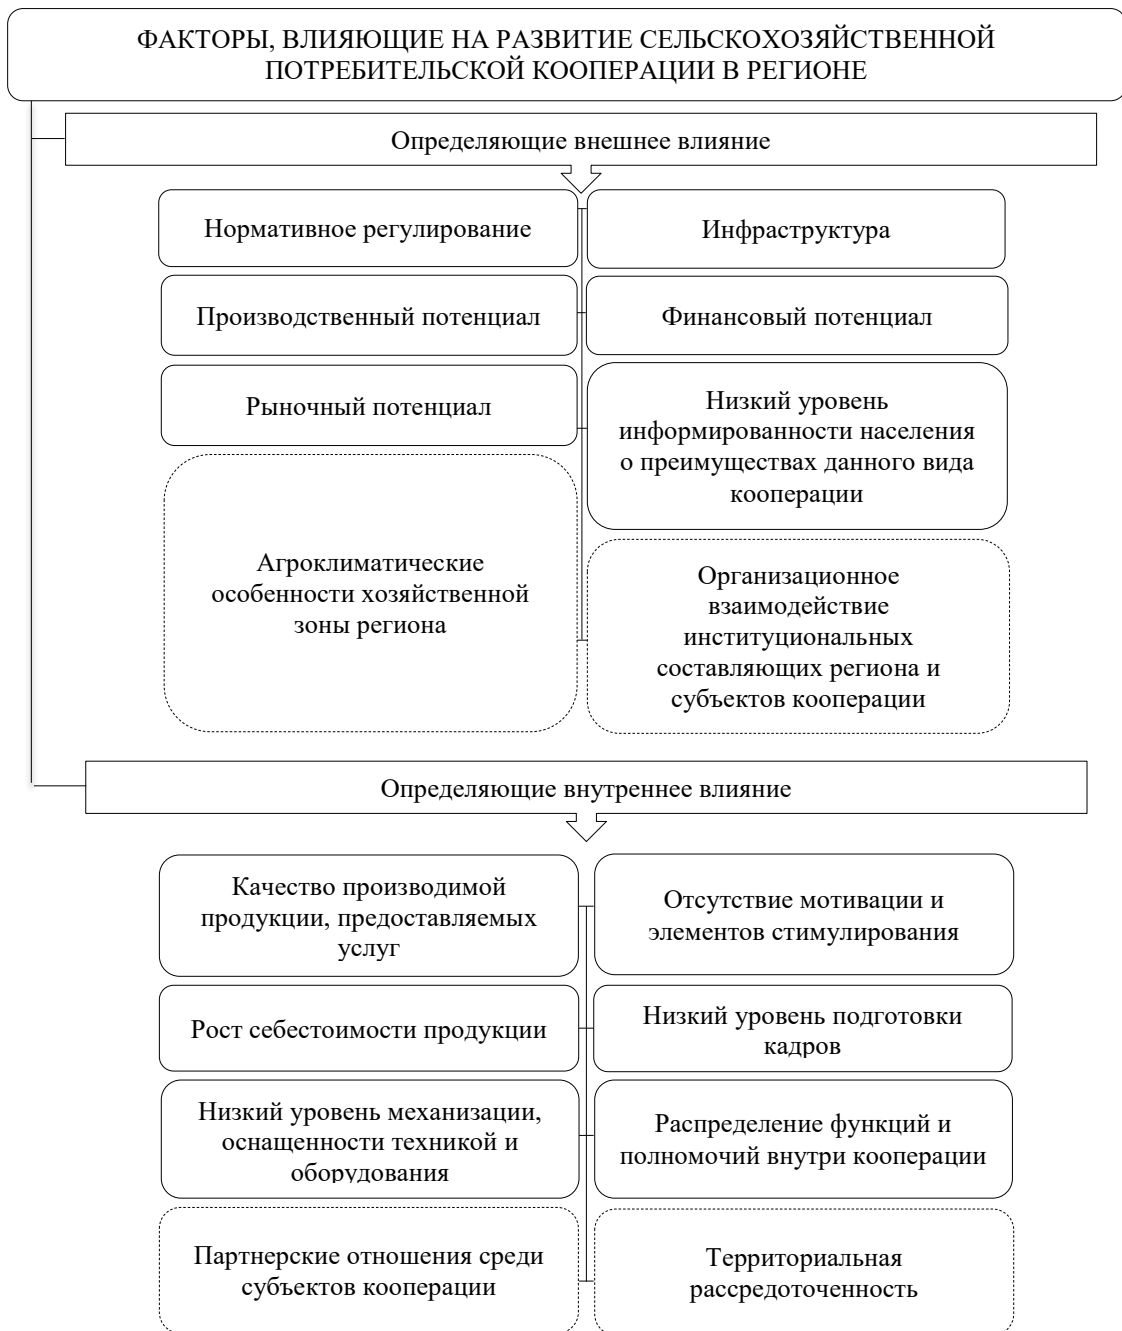 ФАКТОРЫ, ВЛИЯЮЩИЕ НА РАЗВИТИЕ СЕЛЬСКОХОЗЯЙСТВЕННОЙ
ПОТРЕБИТЕЛЬСКОЙ КООПЕРАЦИИ В РЕГИОНЕ
Определяющие внешнее влияние
Нормативное регулирование
Инфраструктура
Производственный потенциал
Финансовый потенциал
Рыночный потенциал
Низкий уровень
информированности населения
о преимуществах данного вида
кооперации
Агроклиматические
особенности хозяйственной
зоны региона
Организационное
взаимодействие
институциональных
составляющих региона и
субъектов кооперации
Определяющие внутреннее влияние
Качество производимой
продукции, предоставляемых
услуг
Отсутствие мотивации и
элементов стимулирования
Рост себестоимости продукции
Низкий уровень подготовки
кадров
Низкий уровень механизации,
оснащенности техникой и
оборудования
Распределение функций и
полномочий внутри кооперации
Партнерские отношения среди
субъектов кооперации
Территориальная
рассредоточенность